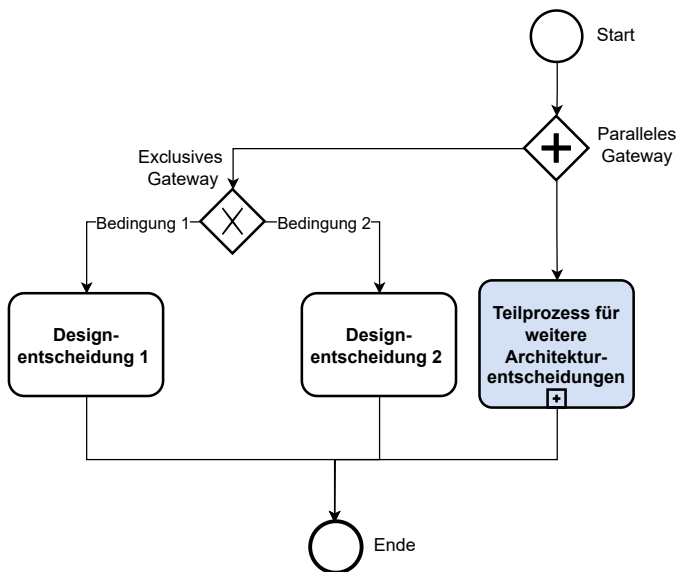 Start
Paralleles
Gateway
Exclusives
Gateway
Bedingung 1
Bedingung 2
Design-
entscheidung 1
Design-
entscheidung 2
Teilprozess für
weitere
Architektur-
entscheidungen
Ende